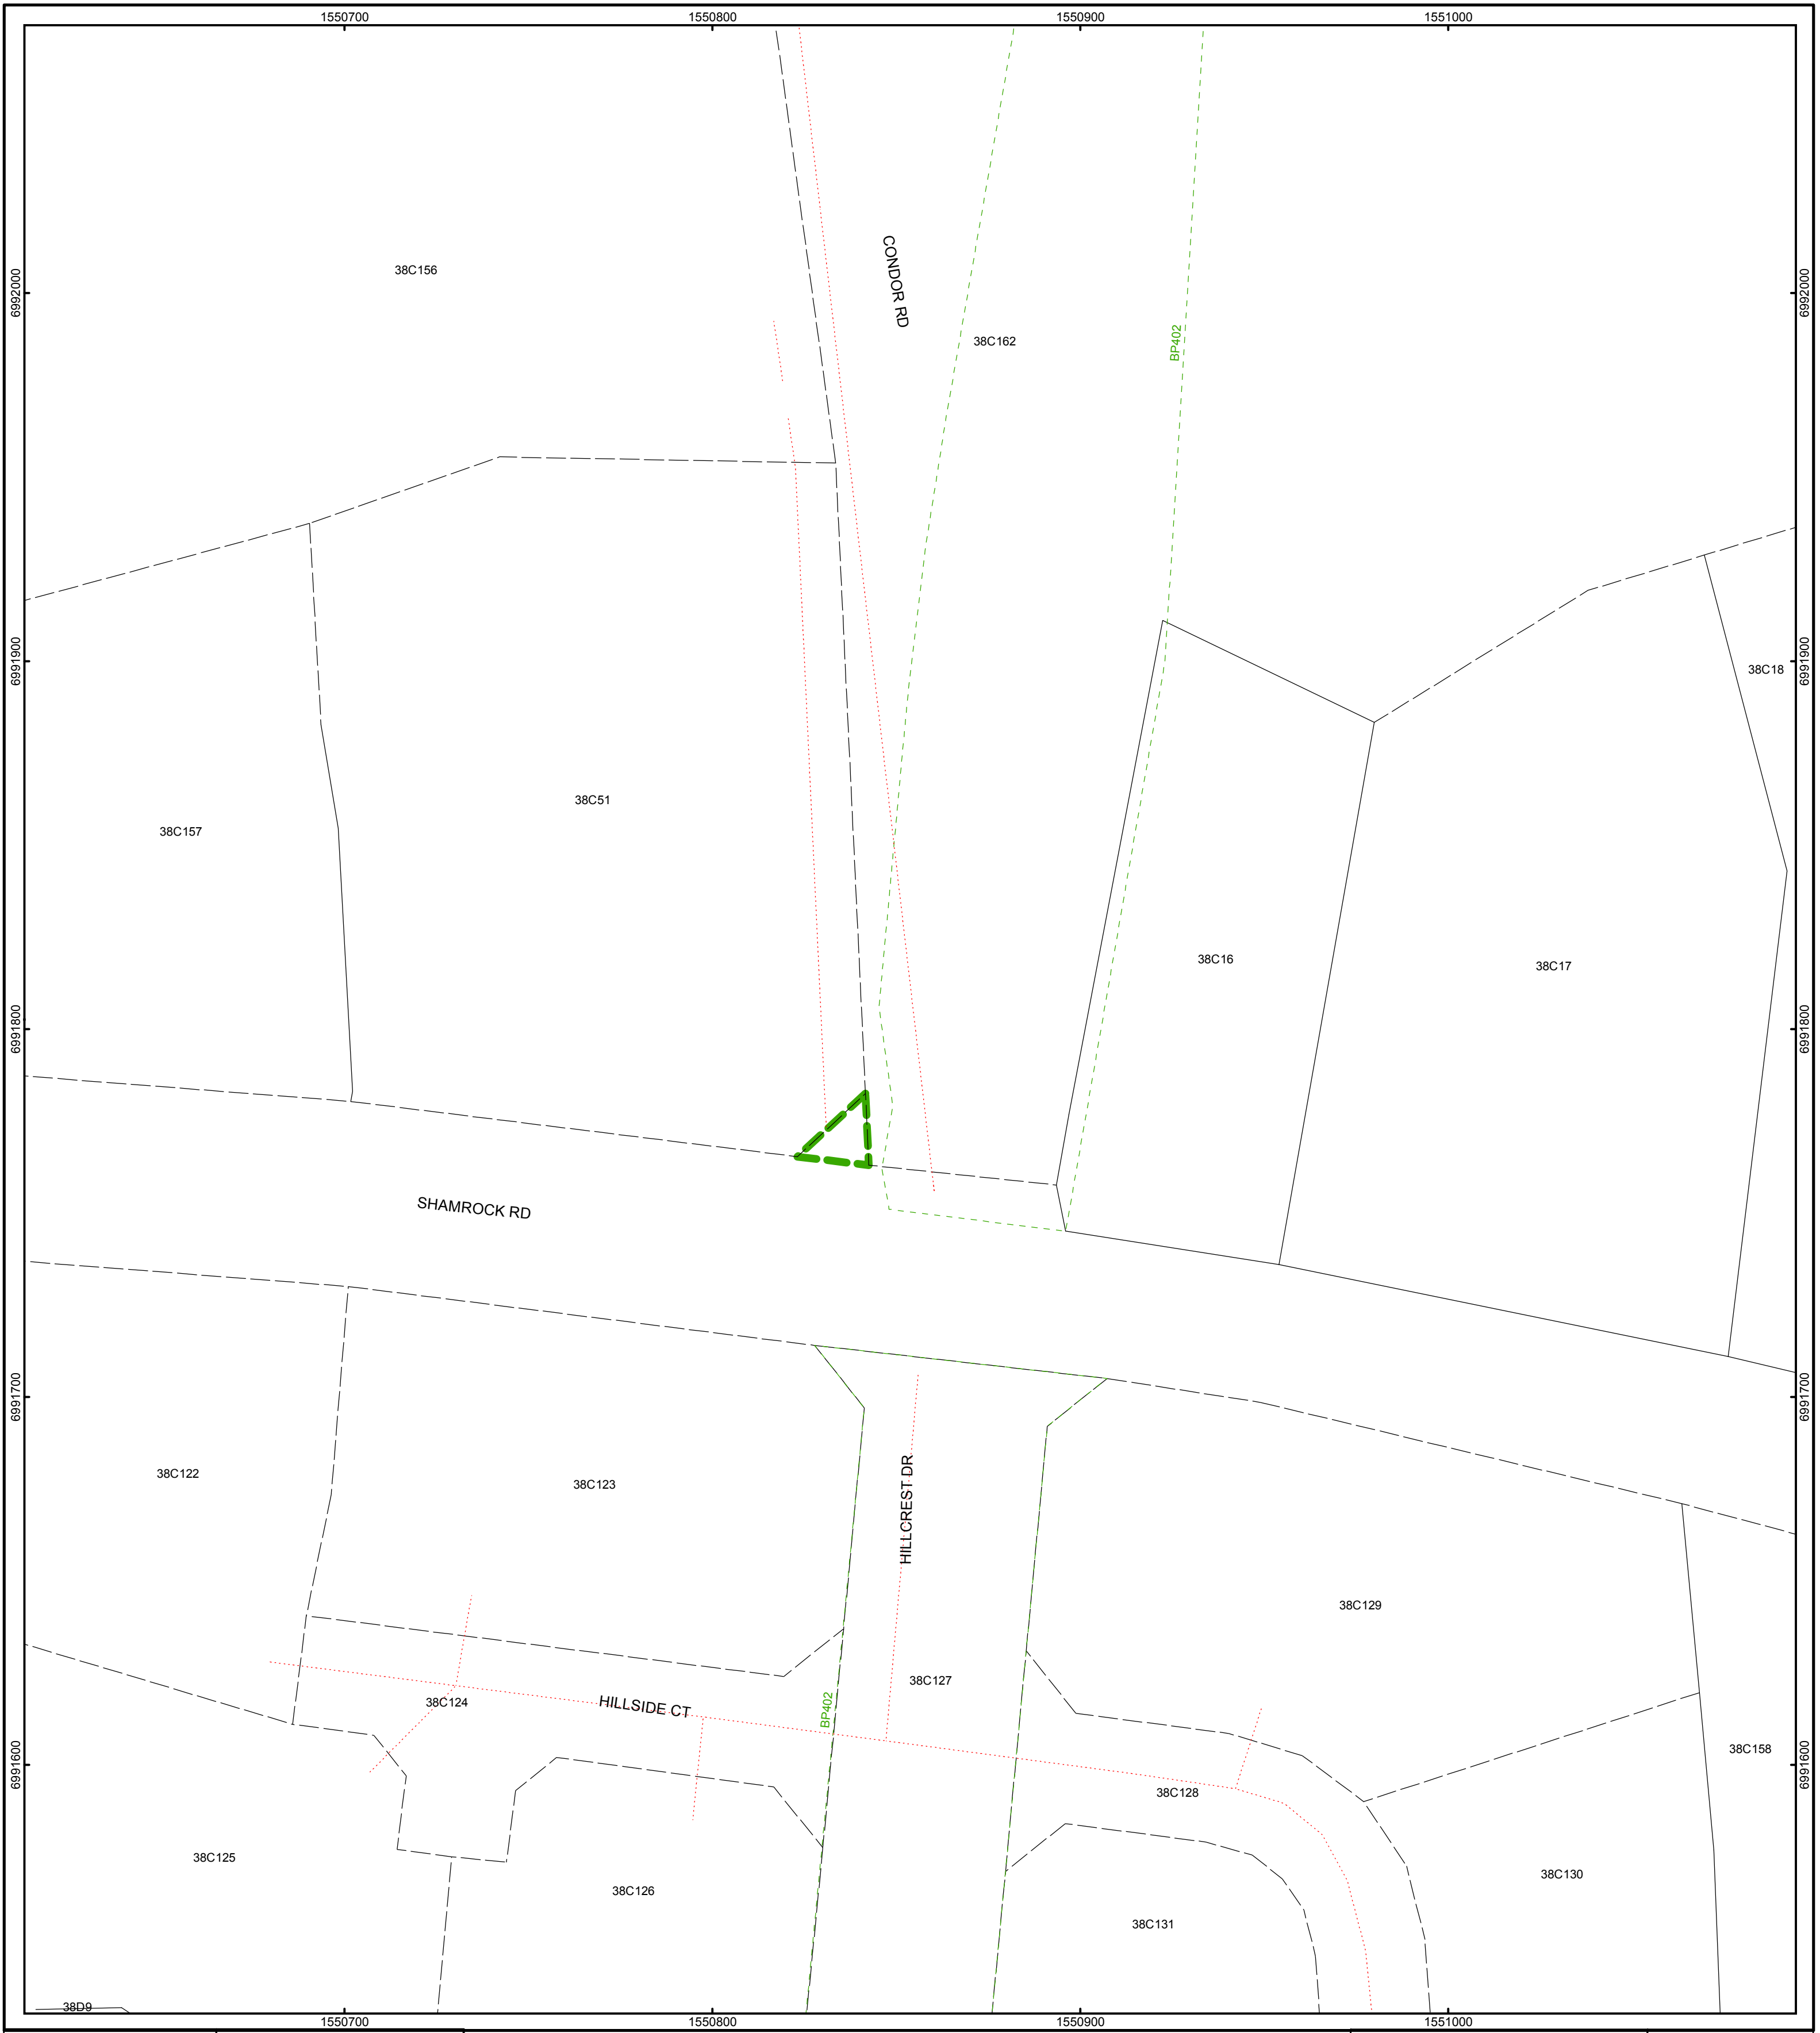 1550700 1550800 1550900 1551000
CONDOR RD
38C156
6992000
6992000
38C162
BP402
6991900
6991900
38C18
38C51
38C157
38C16
38C17
6991800
6991800
SHAMROCK RD
6991700
6991700
38C122
38C123
HILLCREST DR
38C129
38C127
38C124
HILLSIDE CT
BP402
38C158
6991600
6991600
38C128
38C125
38C130
38C126
38C131
38D9
1550700 1550800 1550900 1551000